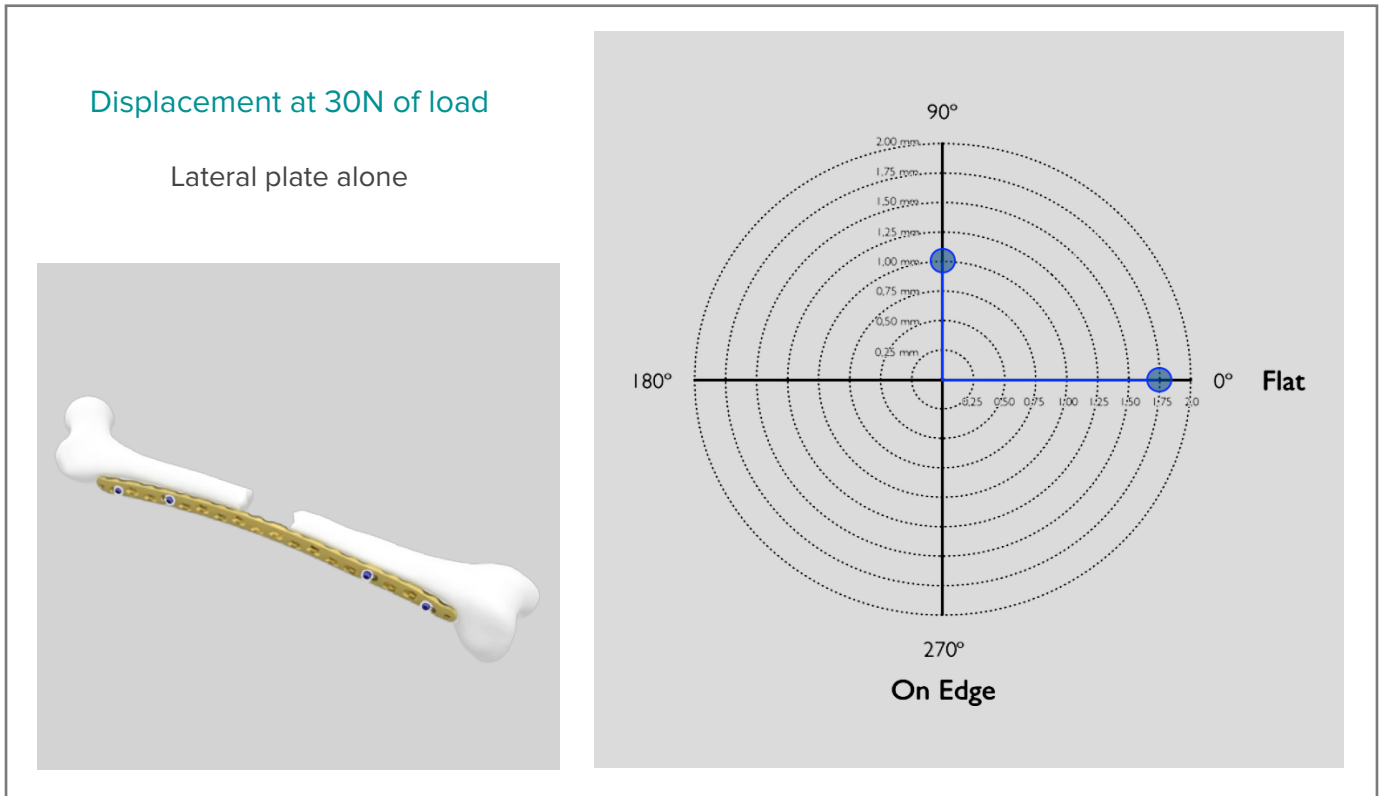 Displacement at 30N of load
Lateral plate alone
90º
2.00 mm
1.75 mm
1.50 mm
1.25 mm
1.00 mm
0.75 mm
0.50 mm
0.25 mm
180º
0.25 0.50 0.75 1.00 1.25 1.50 1.75 2.0
0º Flat
270º
On Edge